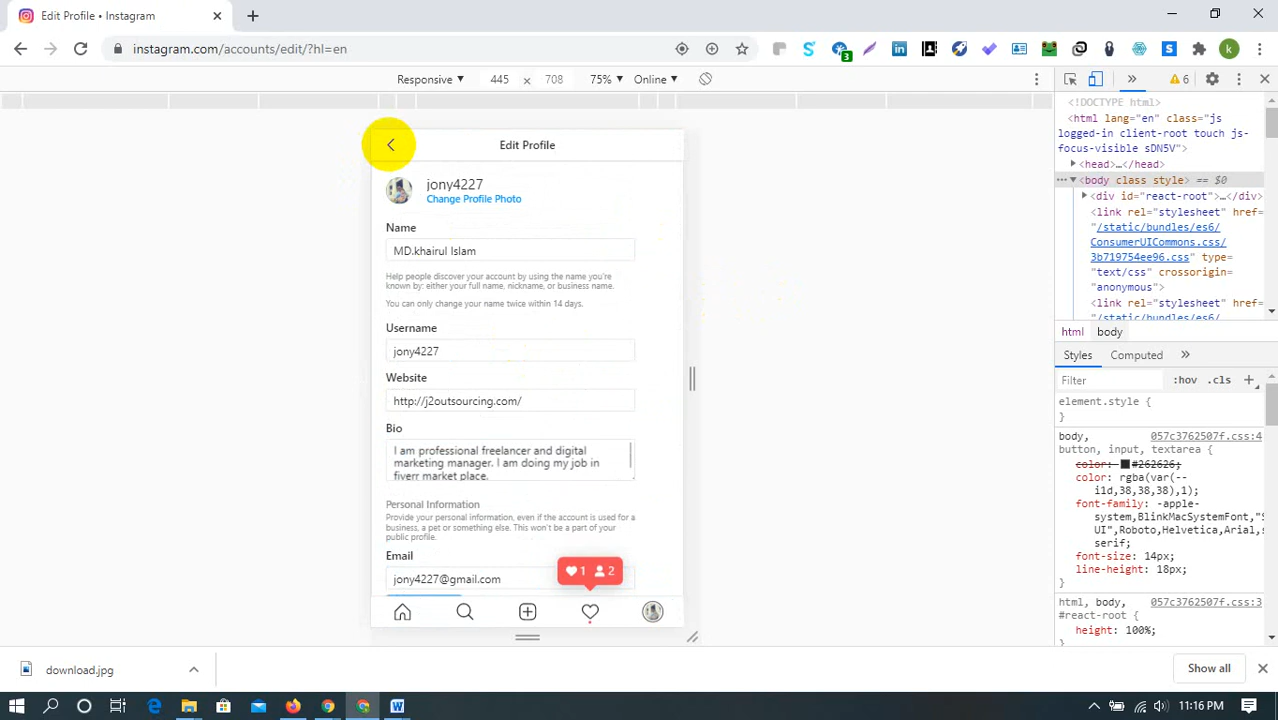 Edit Profile • Instagram
instagram.com/accounts/edit/?hl=en
3
k
Responsive 445 × 708 75% Online
6
Edit Profile
jony4227
Change Profile Photo
Name
MD.khairul Islam
Help people discover your account by using the name you're
known by: either your full name, nickname, or business name.
You can only change your name twice within 14 days.
Username
jony4227
Website
http://j2outsourcing.com/
Bio
I am professional freelancer and digital
marketing manager. I am doing my job in
fiverr market place.
Personal Information
Provide your personal information, even if the account is used for a
business, a pet or something else. This won't be a part of your
public profile.
Email
jony4227@gmail.com
1 2
<!DOCTYPE html>
<html lang="en" class="js
logged-in client-root touch js-
focus-visible sDN5V">
<head>…</head>
<body class style> == $0
<div id="react-root">…</div>
<link rel="stylesheet" href=
"/static/bundles/es6/
ConsumerUICommons.css/
3b719754ee96.css" type=
"text/css" crossorigin=
"anonymous">
<link rel="stylesheet" href=
"/static/bundles/es6/
html body
Styles Computed
Filter :hov .cls
element.style {
}
body, 057c3762507f.css:4
button, input, textarea {
color: #262626;
color: rgba(var(--
i1d,38,38,38),1);
font-family: -apple-
system,BlinkMacSystemFont,"S
UI",Roboto,Helvetica,Arial,s
serif;
font-size: 14px;
line-height: 18px;
}
html, body, 057c3762507f.css:3
#react-root {
height: 100%;
}
download.jpg
Show all
11:16 PM